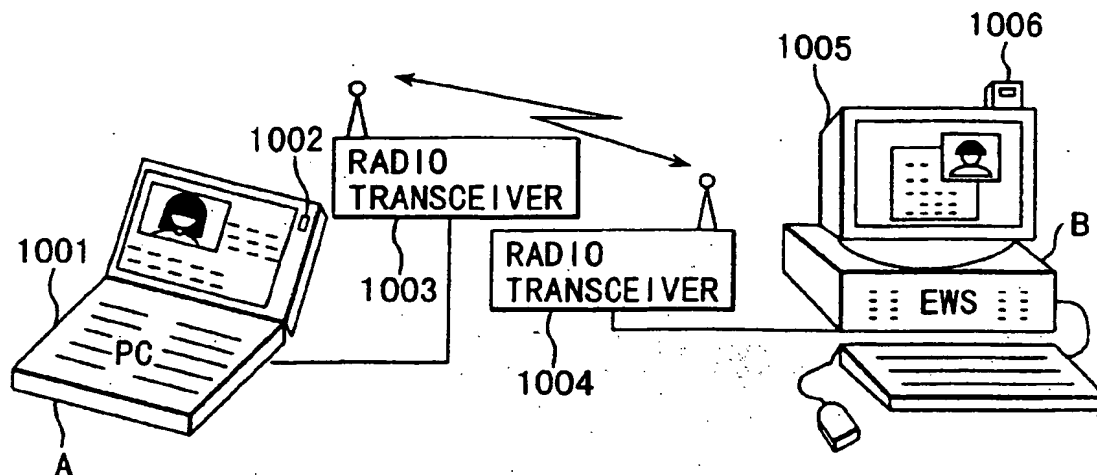 1005
1006
1002
RADIO
TRANSCEIVER
1001
1003
RADIO
TRANSCEIVER
B
PC
EWS
1004
A